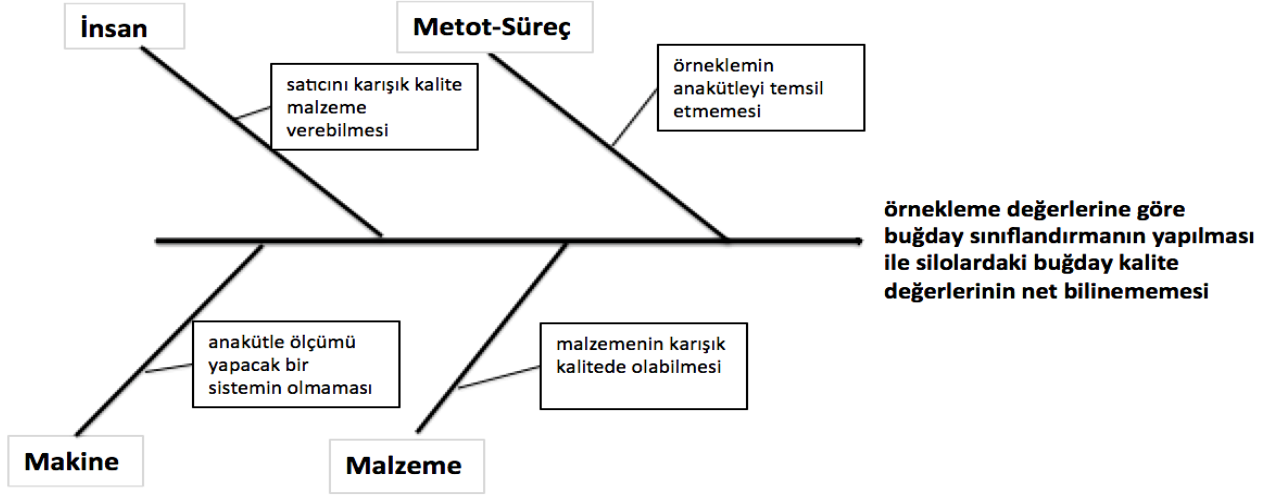 İnsan
Metot-Süreç
satıcını karışık kalite
malzeme
verebilmesi
örneklemin
anakütleyi temsil
etmemesi
örnekleme değerlerine göre
buğday sınıflandırmanın yapılması
ile silolardaki buğday kalite
değerlerinin net bilinememesi
anakütle ölçümü
yapacak bir
sistemin olmaması
malzemenin karışık
kalitede olabilmesi
Makine
Malzeme